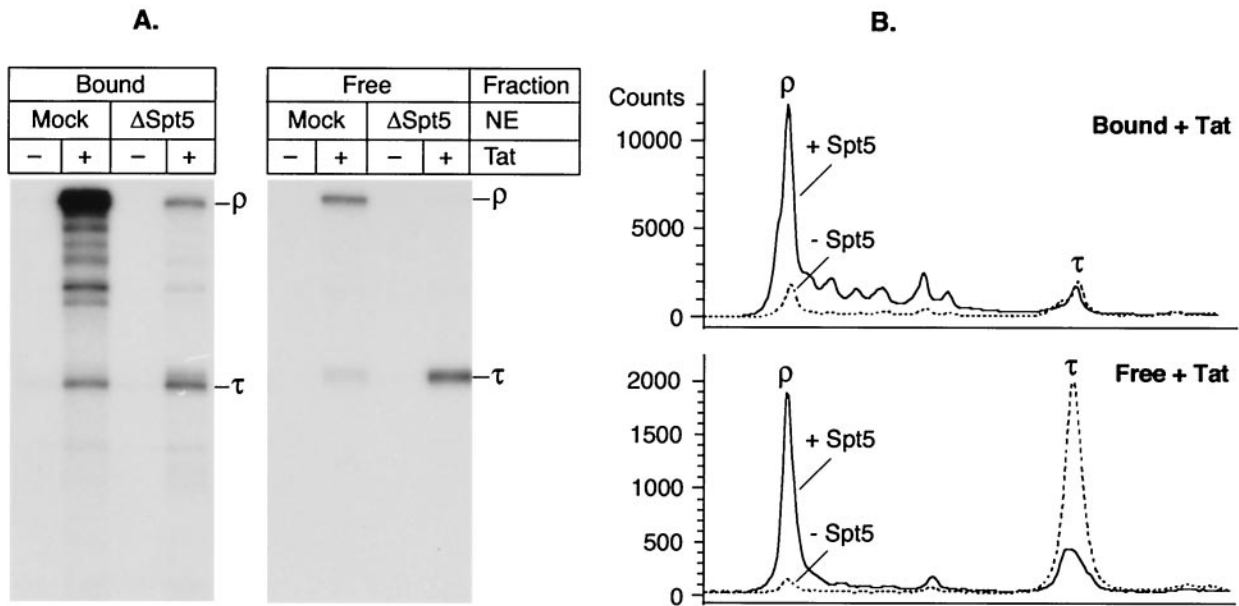 A.
Bound
Mock ΔSpt5
– + – +
Free Fraction
Mock ΔSpt5 NE
– + – + Tat
ρ
τ
ρ
τ
B.
Counts
10000
5000
0
ρ
+ Spt5
- Spt5
τ
Bound + Tat
2000
1500
1000
500
0
ρ
+ Spt5
- Spt5
τ
Free + Tat